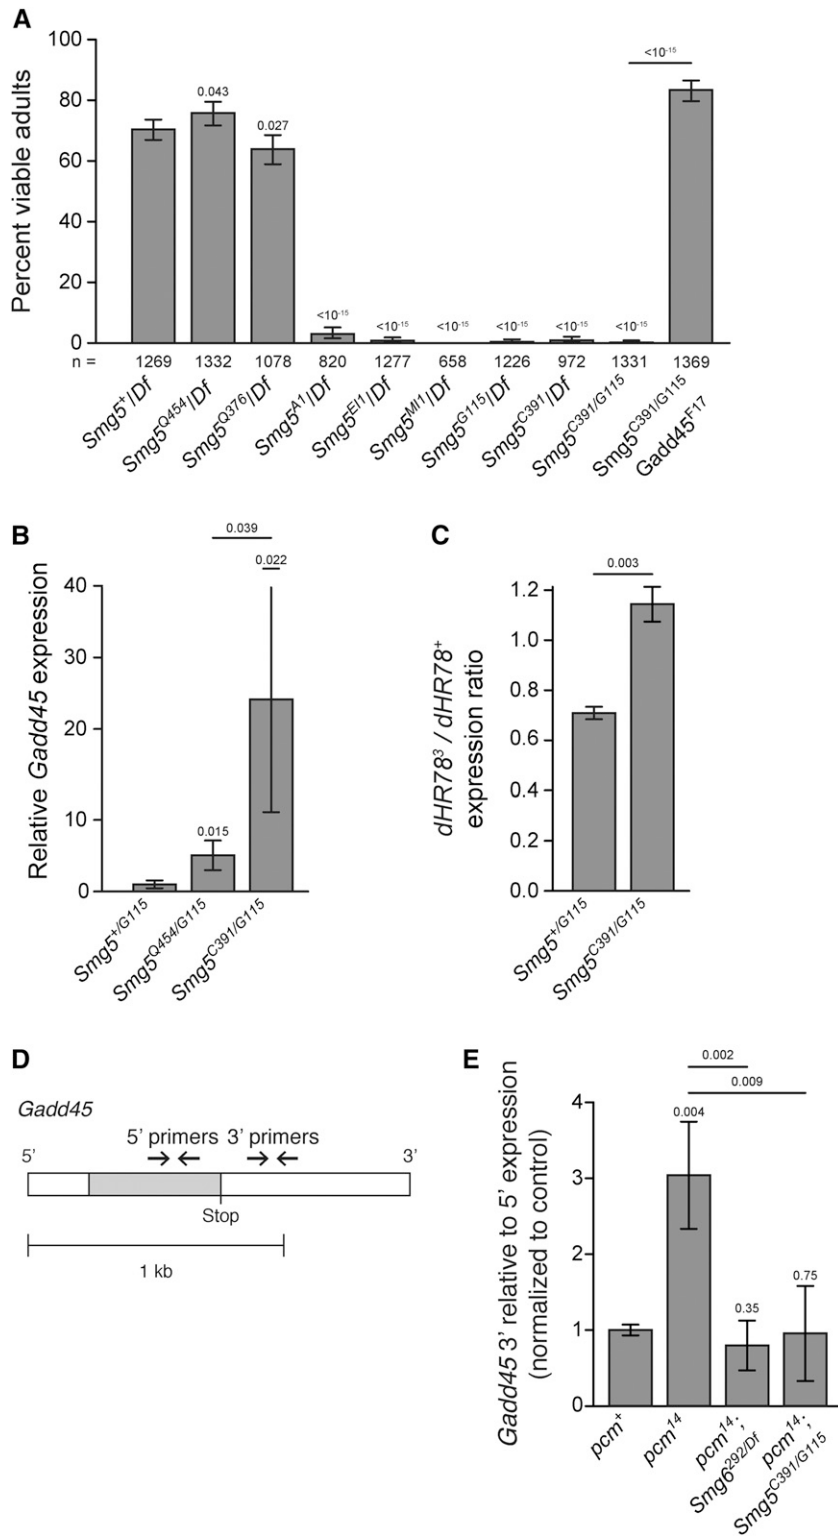 A
Percent viable adults
100
80
60
40
20
0
0.043
0.027
<10⁻¹⁵
<10⁻¹⁵
<10⁻¹⁵
<10⁻¹⁵
<10⁻¹⁵
<10⁻¹⁵
<10⁻¹⁵
n = 1269 1332 1078 820 1277 658 1226 972 1331 1369
Smg5⁺/Df
Smg5^Q454/Df
Smg5^Q376/Df
Smg5^A1/Df
Smg5^EI1/Df
Smg5^MI1/Df
Smg5^G115/Df
Smg5^C391/Df
Smg5^C391/G115
Smg5^C391/G115
Gadd45^F17
B
Relative Gadd45 expression
40
30
20
10
0
0.039
0.022
0.015
Smg5^+/G115
Smg5^Q454/G115
Smg5^C391/G115
C
dHR78³ / dHR78⁺
expression ratio
1.2
1.0
0.8
0.6
0.4
0.2
0.0
0.003
Smg5^+/G115
Smg5^C391/G115
D
Gadd45
5' primers 3' primers
5' 3'
Stop
1 kb
E
Gadd45 3' relative to 5' expression
(normalized to control)
4
3
2
1
0
0.002
0.009
0.004
0.35
0.75
pcm⁺
pcm¹⁴
pcm¹⁴;
Smg6^292/Df
pcm¹⁴;
Smg5^C391/G115